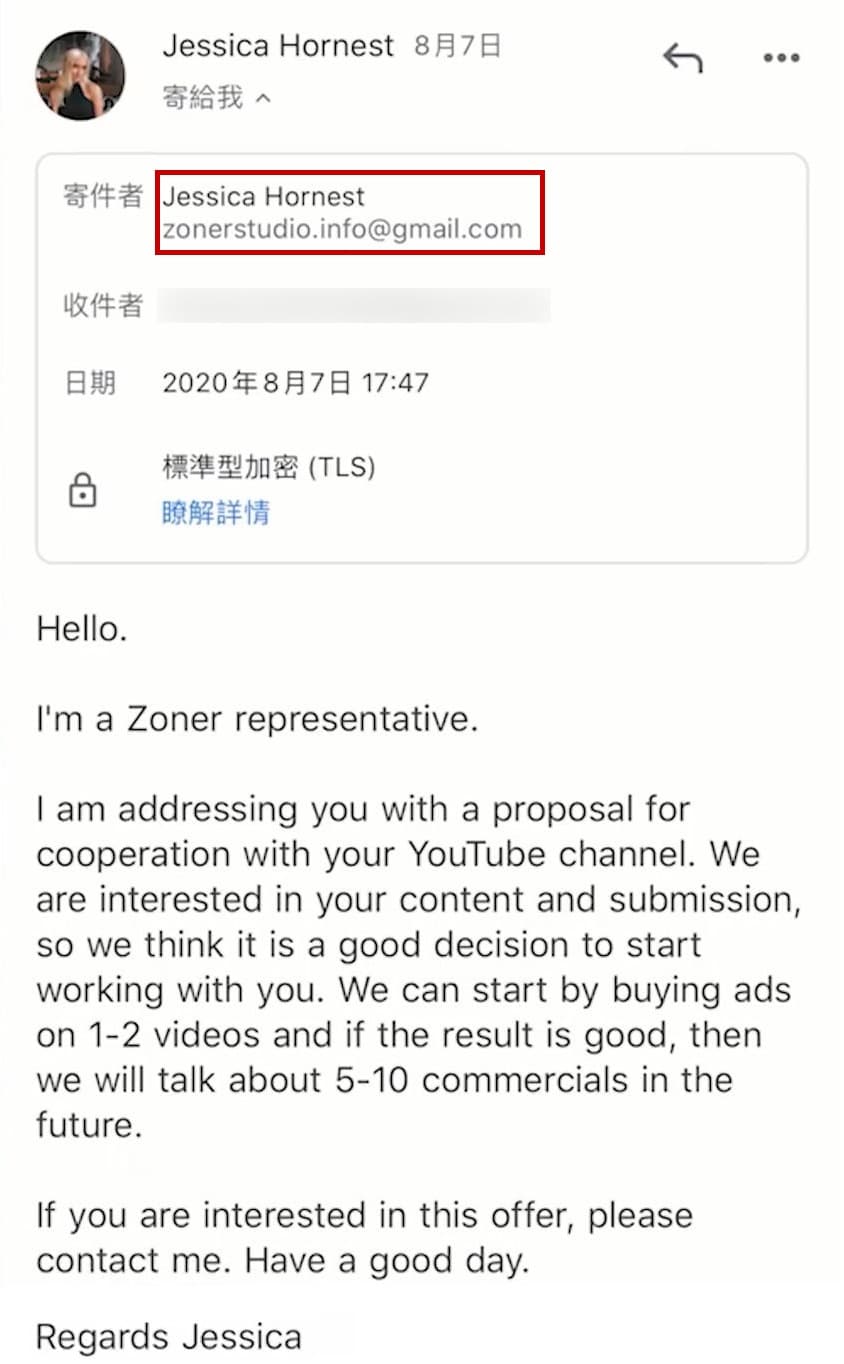 Jessica Hornest 8月7日
寄給我
寄件者 Jessica Hornest
zonerstudio.info@gmail.com
收件者
日期 2020年8月7日 17:47
標準型加密 (TLS)
瞭解詳情
Hello.
I'm a Zoner representative.
I am addressing you with a proposal for
cooperation with your YouTube channel. We
are interested in your content and submission,
so we think it is a good decision to start
working with you. We can start by buying ads
on 1-2 videos and if the result is good, then
we will talk about 5-10 commercials in the
future.
If you are interested in this offer, please
contact me. Have a good day.
Regards Jessica